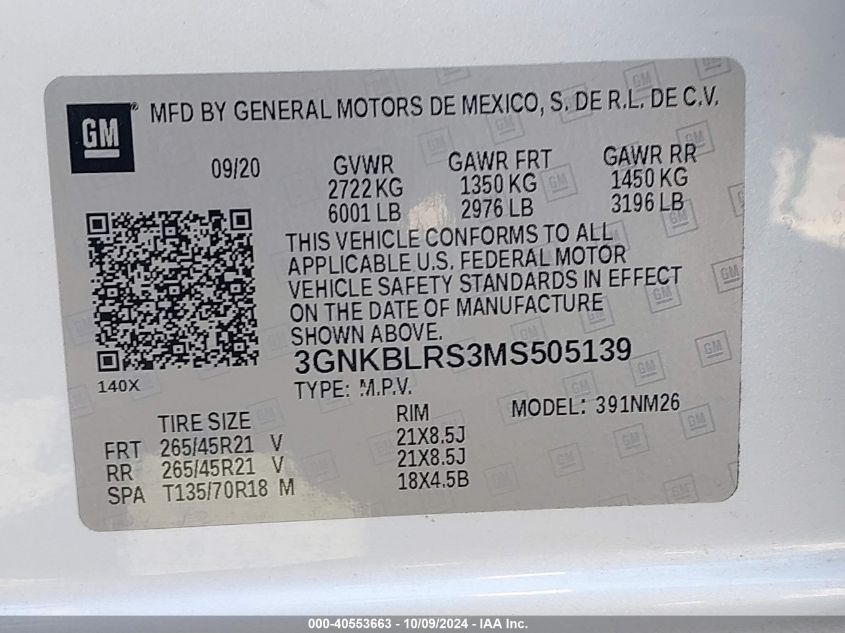 GM
MFD BY GENERAL MOTORS DE MEXICO, S. DE R.L. DE C.V.
09/20
GVWR GAWR FRT GAWR RR
2722 KG 1350 KG 1450 KG
6001 LB 2976 LB 3196 LB
THIS VEHICLE CONFORMS TO ALL
APPLICABLE U.S. FEDERAL MOTOR
VEHICLE SAFETY STANDARDS IN EFFECT
ON THE DATE OF MANUFACTURE
SHOWN ABOVE.
3GNKBLRS3MS505139
140X
TYPE: M.P.V.
MODEL: 391NM26
TIRE SIZE RIM
FRT 265/45R21 V 21X8.5J
RR 265/45R21 V 21X8.5J
SPA T135/70R18 M 18X4.5B
000-40553663 - 10/09/2024 - IAA Inc.